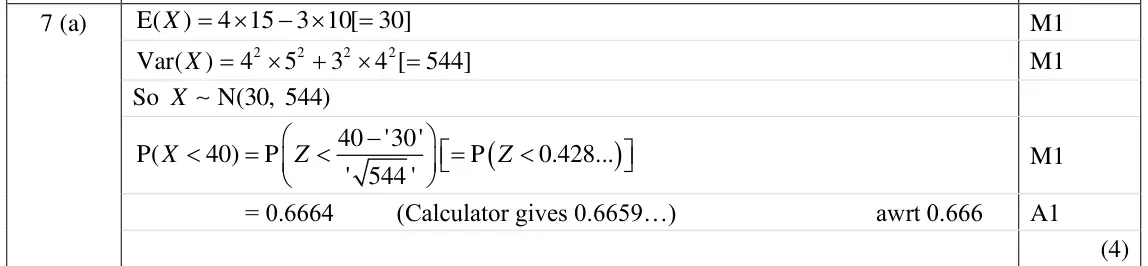 7 (a) E(X) = 4×15 − 3×10[= 30] M1
Var(X) = 4² × 5² + 3² × 4² [= 544] M1
So X ~ N(30, 544)
P(X < 40) = P(Z < (40 − '30') / '√544') [= P(Z < 0.428...)] M1
= 0.6664 (Calculator gives 0.6659…) awrt 0.666 A1
(4)